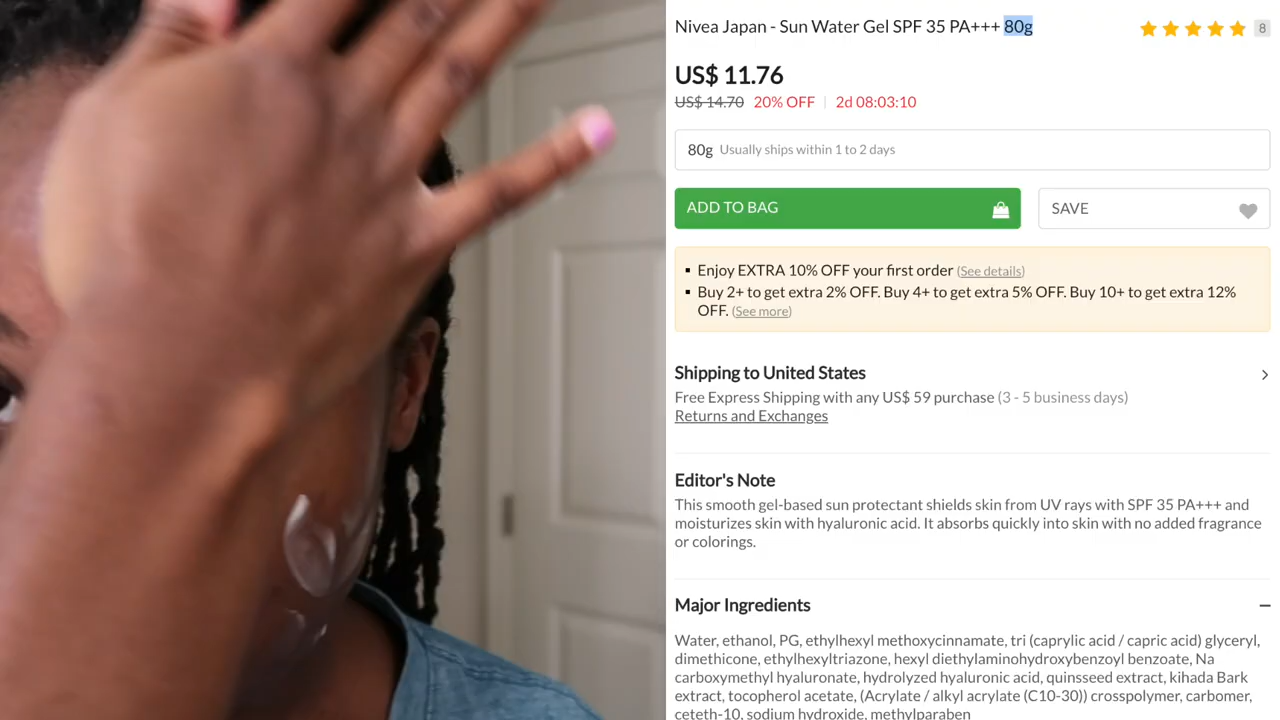 Nivea Japan - Sun Water Gel SPF 35 PA+++ 80g
8
US$ 11.76
US$ 14.70 20% OFF 2d 08:03:10
80g Usually ships within 1 to 2 days
ADD TO BAG
SAVE
Enjoy EXTRA 10% OFF your first order (See details)
Buy 2+ to get extra 2% OFF. Buy 4+ to get extra 5% OFF. Buy 10+ to get extra 12%
OFF. (See more)
Shipping to United States
Free Express Shipping with any US$ 59 purchase (3 - 5 business days)
Returns and Exchanges
Editor's Note
This smooth gel-based sun protectant shields skin from UV rays with SPF 35 PA+++ and
moisturizes skin with hyaluronic acid. It absorbs quickly into skin with no added fragrance
or colorings.
Major Ingredients
Water, ethanol, PG, ethylhexyl methoxycinnamate, tri (caprylic acid / capric acid) glyceryl,
dimethicone, ethylhexyltriazone, hexyl diethylaminohydroxybenzoyl benzoate, Na
carboxymethyl hyaluronate, hydrolyzed hyaluronic acid, quinsseed extract, kihada Bark
extract, tocopherol acetate, (Acrylate / alkyl acrylate (C10-30)) crosspolymer, carbomer,
ceteth-10, sodium hydroxide, methylparaben